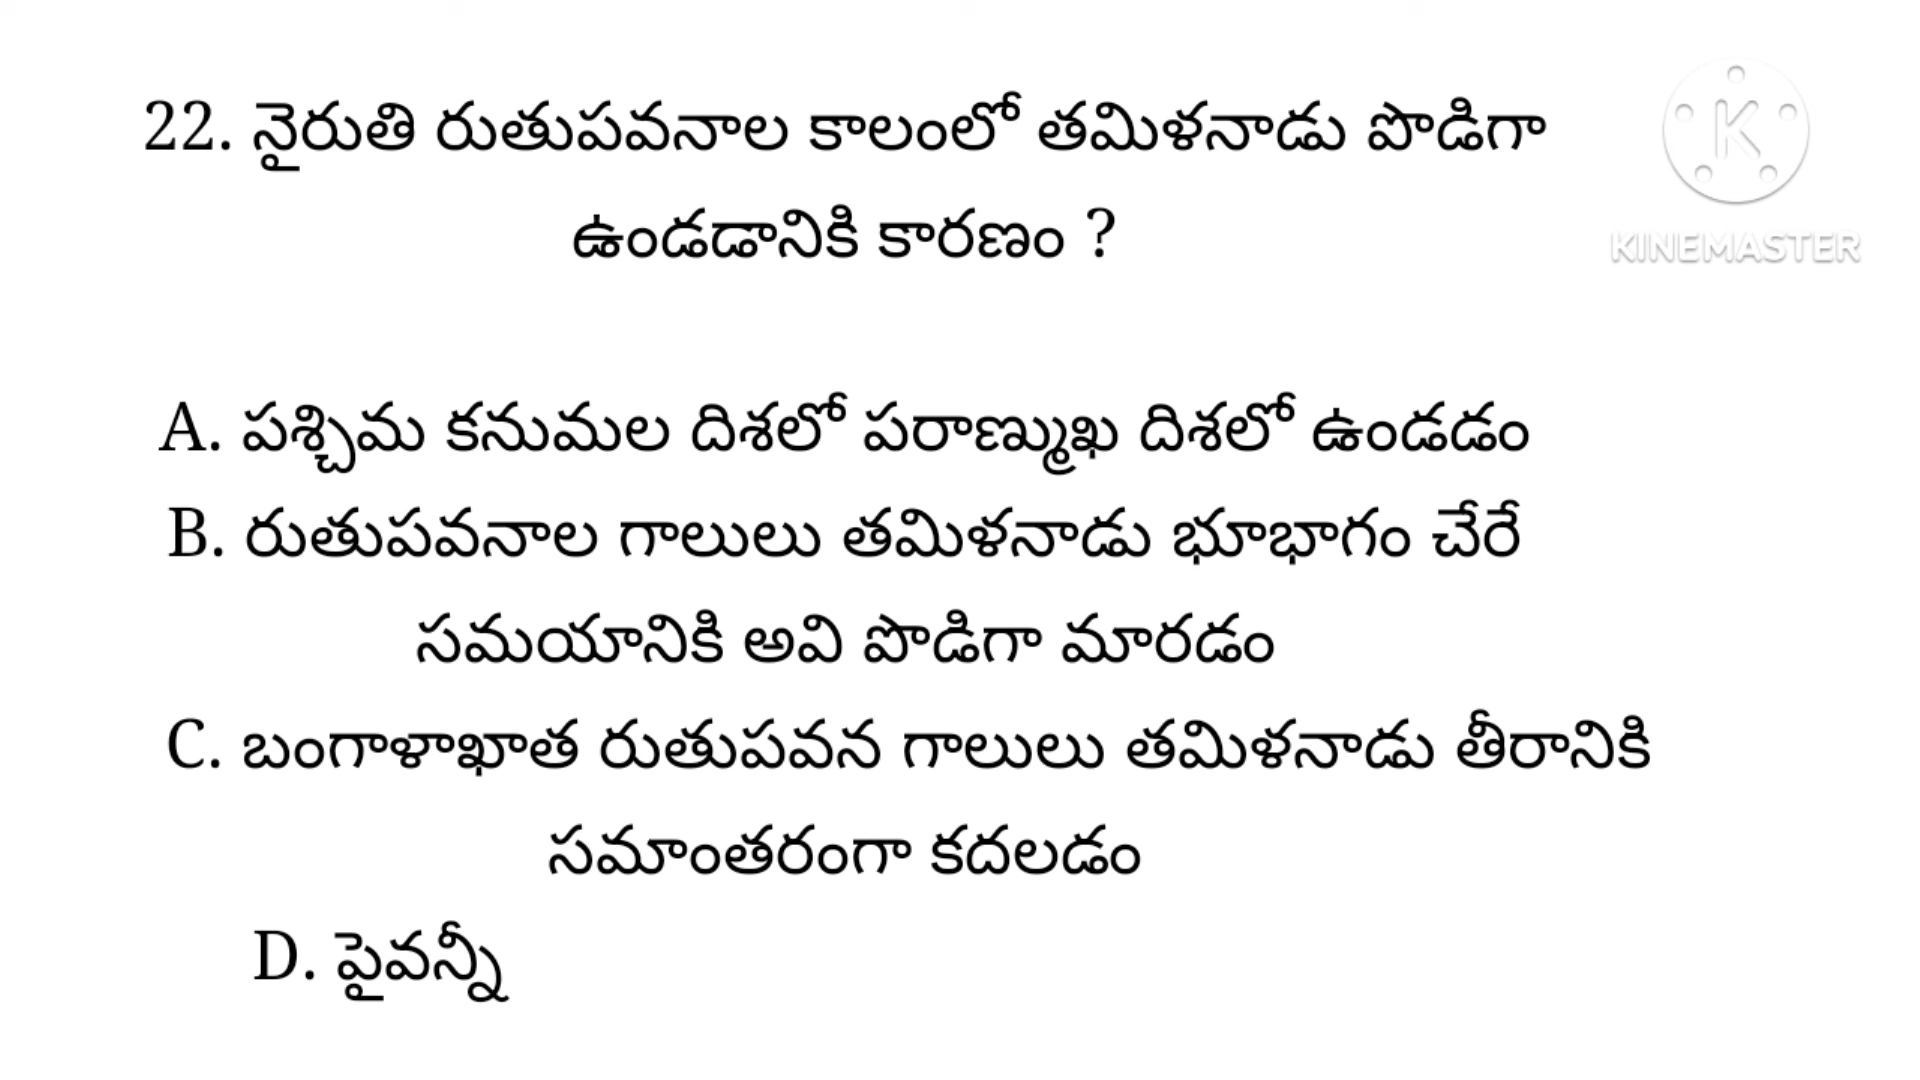 22. నైరుతి రుతుపవనాల కాలంలో తమిళనాడు పొడిగా
ఉండడానికి కారణం ?
A. పశ్చిమ కనుమల దిశలో పరాణ్ముఖ దిశలో ఉండడం
B. రుతుపవనాల గాలులు తమిళనాడు భూభాగం చేరే
సమయానికి అవి పొడిగా మారడం
C. బంగాళాఖాత రుతుపవన గాలులు తమిళనాడు తీరానికి
సమాంతరంగా కదలడం
D. పైవన్నీ
K
KINEMASTER